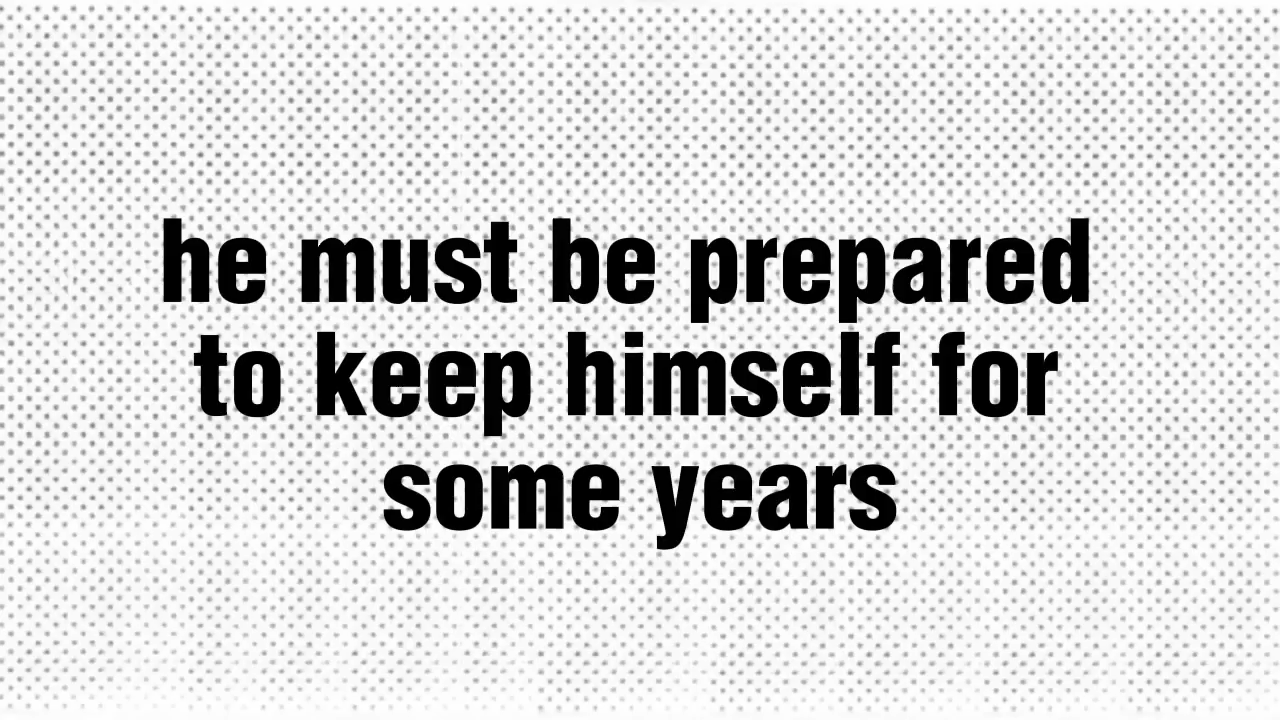 he must be prepared
to keep himself for
some years